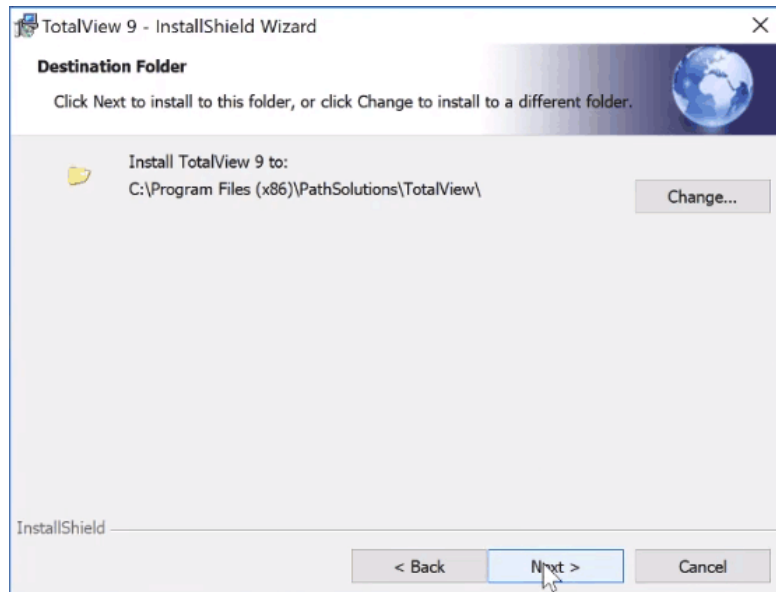 TotalView 9 - InstallShield Wizard
Destination Folder
Click Next to install to this folder, or click Change to install to a different folder.
Install TotalView 9 to:
C:\Program Files (x86)\PathSolutions\TotalView\
Change...
InstallShield
< Back
Next >
Cancel